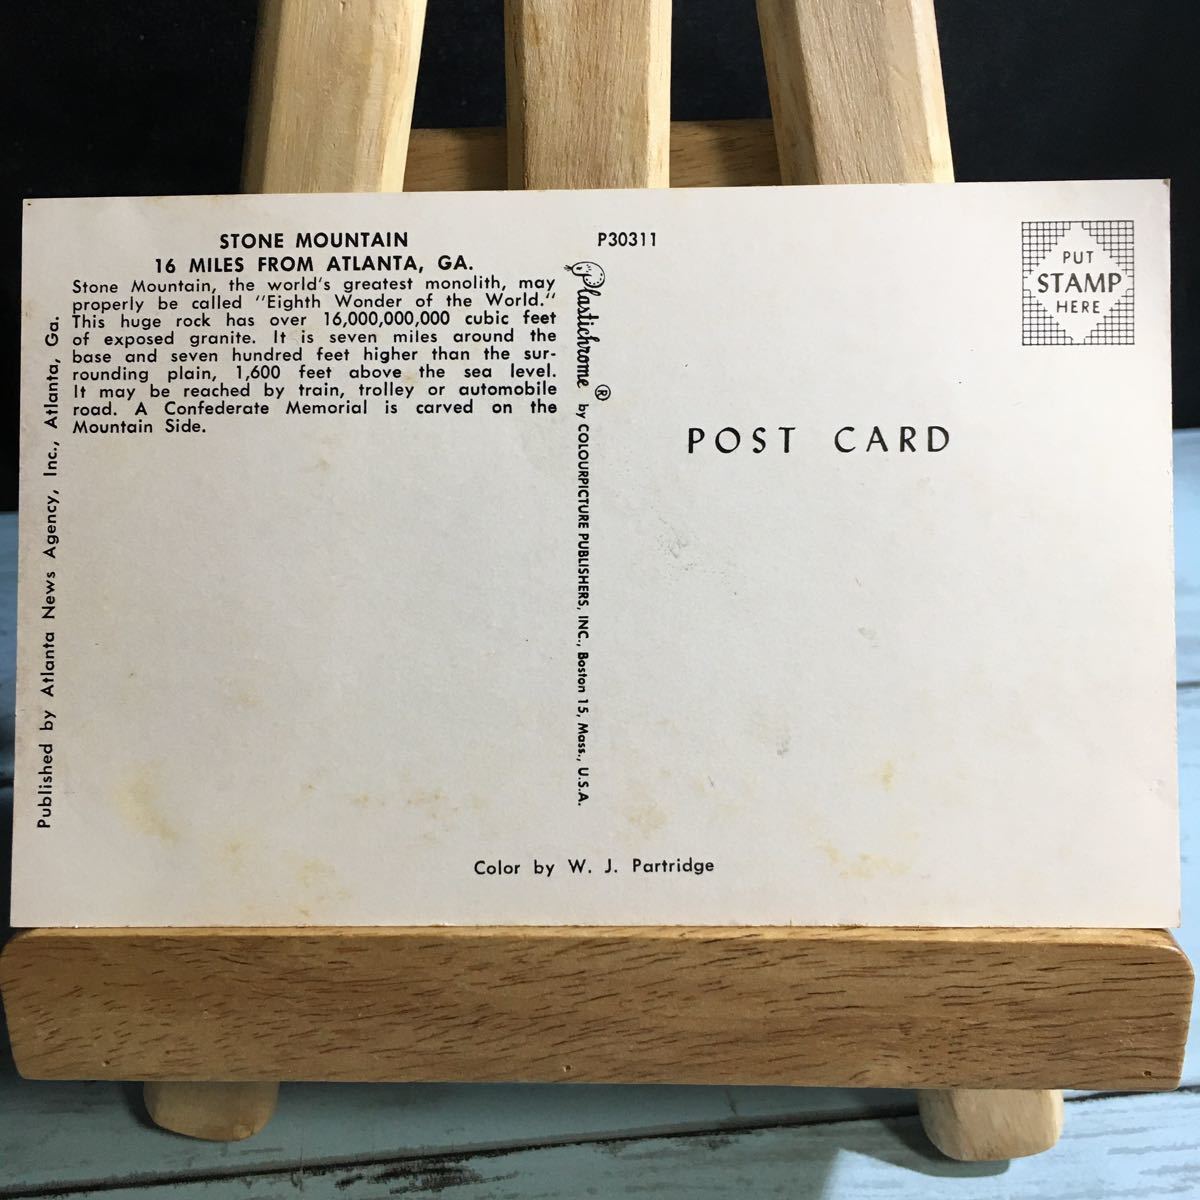 STONE MOUNTAIN
16 MILES FROM ATLANTA, GA.
Stone Mountain, the world's greatest monolith, may
properly be called "Eighth Wonder of the World."
This huge rock has over 16,000,000,000 cubic feet
of exposed granite. It is seven miles around the
base and seven hundred feet higher than the sur-
rounding plain, 1,600 feet above the sea level.
It may be reached by train, trolley or automobile
road. A Confederate Memorial is carved on the
Mountain Side.
Published by Atlanta News Agency, Inc., Atlanta, Ga.
P30311
Plastichrome ® by COLOURPICTURE PUBLISHERS, INC., Boston 15, Mass., U.S.A.
PUT
STAMP
HERE
POST CARD
Color by W. J. Partridge